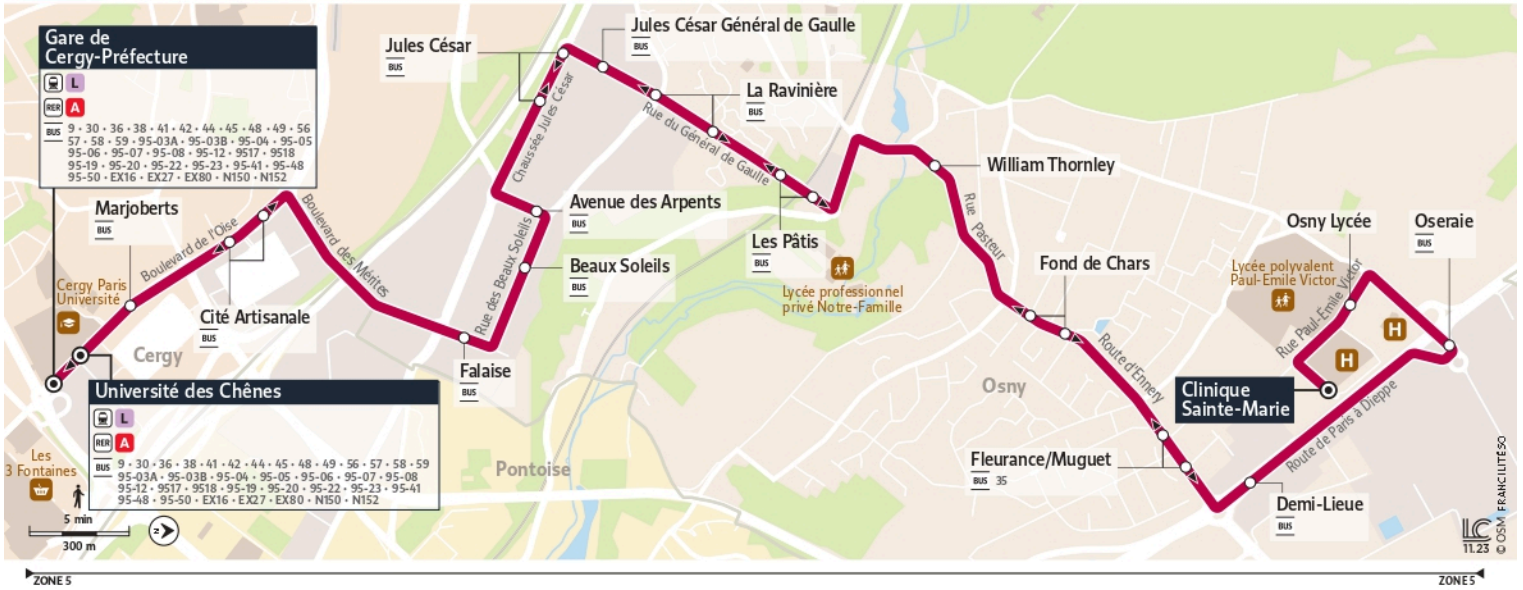 Gare de
Cergy-Préfecture
L
RER A
BUS 9 • 30 • 36 • 38 • 41 • 42 • 44 • 45 • 48 • 49 • 56
57 • 58 • 59 • 95-03A • 95-03B • 95-04 • 95-05
95-06 • 95-07 • 95-08 • 95-12 • 9517 • 9518
95-19 • 95-20 • 95-22 • 95-23 • 95-41 • 95-48
95-50 • EX16 • EX27 • EX80 • N150 • N152
Jules César
BUS
Jules César Général de Gaulle
BUS
La Ravinière
BUS
Chaussée Jules César
Rue du Général de Gaulle
William Thornley
Marjoberts
BUS
Boulevard de l'Oise
Boulevard des Mérites
Avenue des Arpents
BUS
Rue des Beaux Soleils
Beaux Soleils
BUS
Les Pâtis
BUS
Rue Pasteur
Osny Lycée
Oseraie
BUS
Lycée polyvalent
Paul-Emile Victor
Rue Paul-Emile Victor
Fond de Chars
Lycée professionnel
privé Notre-Famille
Cergy Paris
Université
Cité Artisanale
BUS
Cergy
Falaise
BUS
H
H
Route d'Ennery
Osny
Clinique
Sainte-Marie
Route de Paris à Dieppe
Université des Chênes
L
RER A
BUS 9 • 30 • 36 • 38 • 41 • 42 • 44 • 45 • 48 • 49 • 56 • 57 • 58 • 59
95-03A • 95-03B • 95-04 • 95-05 • 95-06 • 95-07 • 95-08
95-12 • 9517 • 9518 • 95-19 • 95-20 • 95-22 • 95-23 • 95-41
95-48 • 95-50 • EX16 • EX27 • EX80 • N150 • N152
Pontoise
Fleurance/Muguet
BUS 35
Demi-Lieue
BUS
Les
3 Fontaines
5 min
300 m
N
LC
11.23
© OSM FRANCILITÉ SO
ZONE 5
ZONE 5